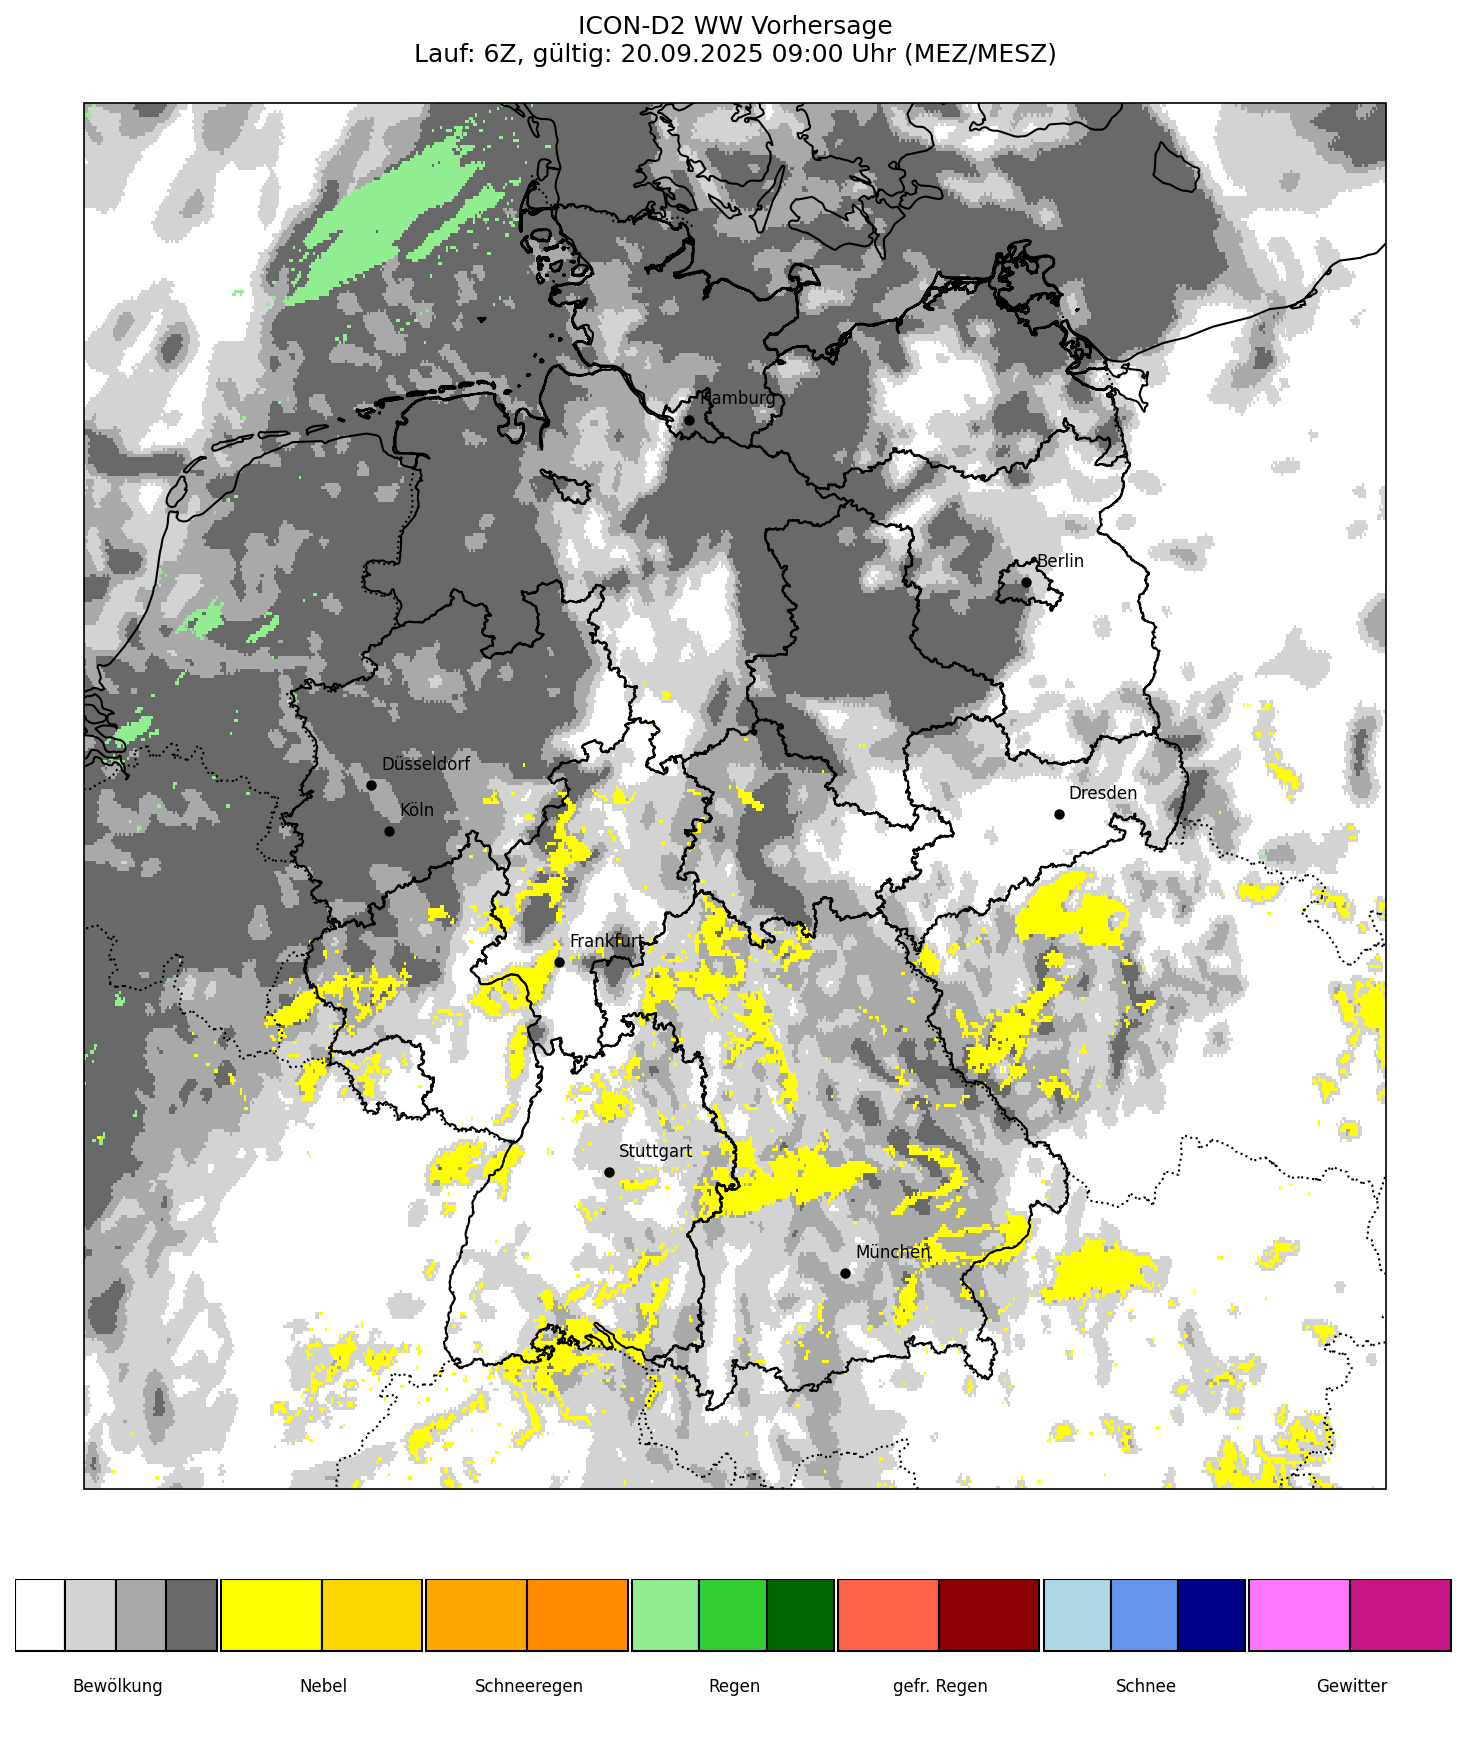 ICON-D2 WW Vorhersage
Lauf: 6Z, gültig: 20.09.2025 09:00 Uhr (MEZ/MESZ)
Hamburg
Berlin
Düsseldorf
Köln
Dresden
Frankfurt
Stuttgart
München
Bewölkung Nebel Schneeregen Regen gefr. Regen Schnee Gewitter